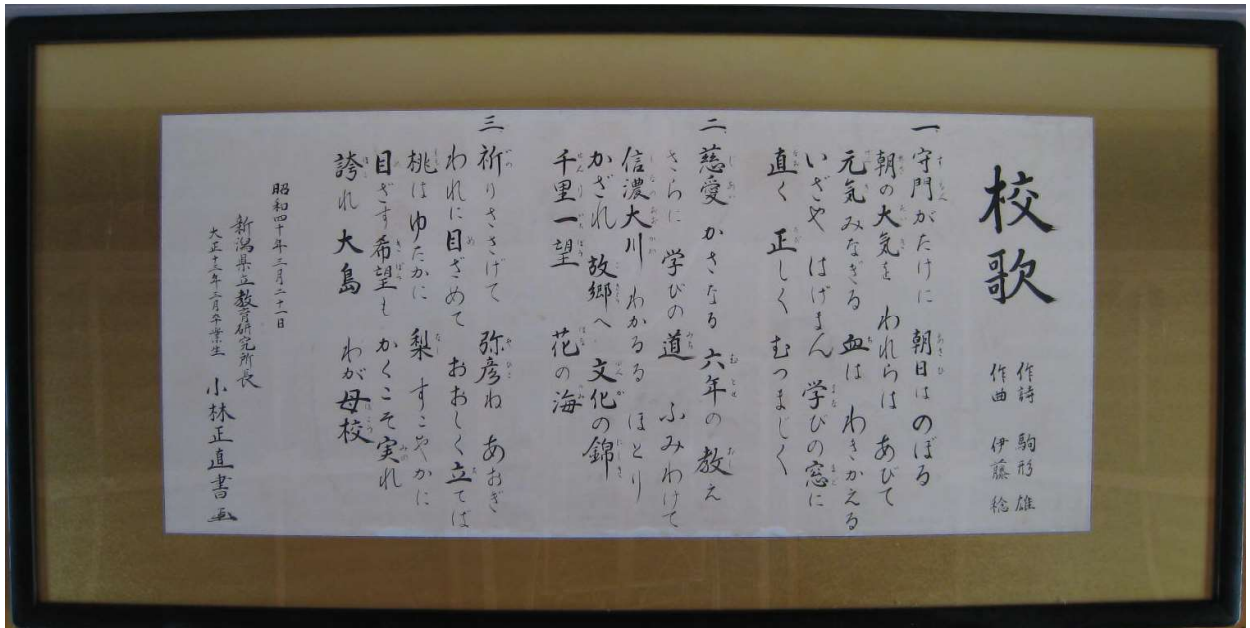 校歌
作詩 駒形 雄
作曲 伊藤 稔
一 守門がたけに 朝日は のぼる
朝の大気を われらは あびて
元気みなぎる 血は わきかえる
いざや はげまん 学びの窓に
直く 正しく むつまじく
二 慈愛 かさなる 六年の 教え
さらに 学びの 道 ふみわけて
信濃大川 わかるる ほとり
かざれ 故郷へ 文化の錦
千里一望 花の海
三 祈りささげて 弥彦ね あおぎ
われに目ざめて おおしく立てば
桃は ゆたかに 梨 すこやかに
目ざす希望も かくこそ実れ
誇れ 大島 わが母校
昭和四十年三月二十二日
新潟県立教育研究所長
大正十三年三月卒業生
小林正直書